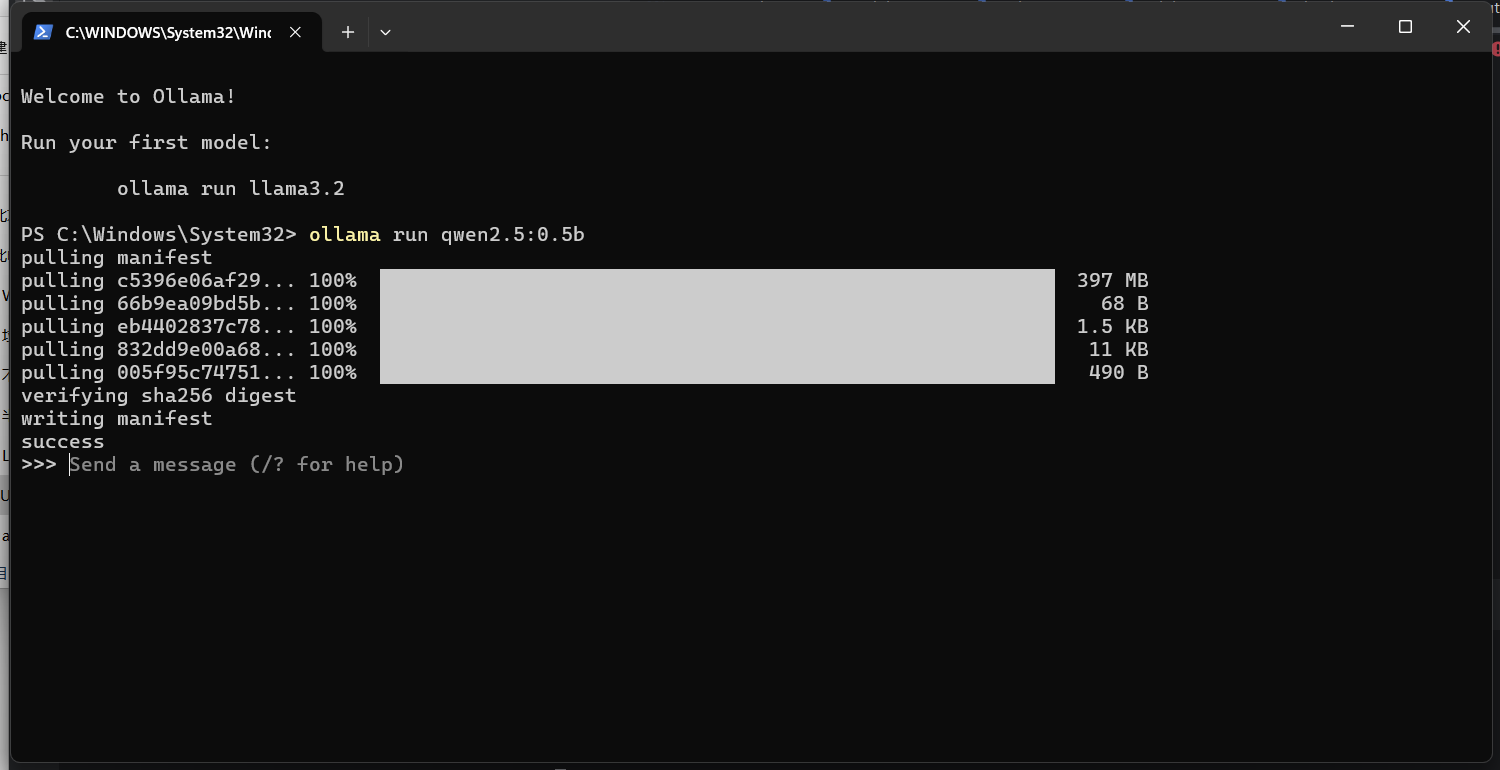 C:\WINDOWS\System32\Winc
Welcome to Ollama!
Run your first model:
ollama run llama3.2
PS C:\Windows\System32> ollama run qwen2.5:0.5b
pulling manifest
pulling c5396e06af29... 100% 397 MB
pulling 66b9ea09bd5b... 100% 68 B
pulling eb4402837c78... 100% 1.5 KB
pulling 832dd9e00a68... 100% 11 KB
pulling 005f95c74751... 100% 490 B
verifying sha256 digest
writing manifest
success
>>> Send a message (/? for help)